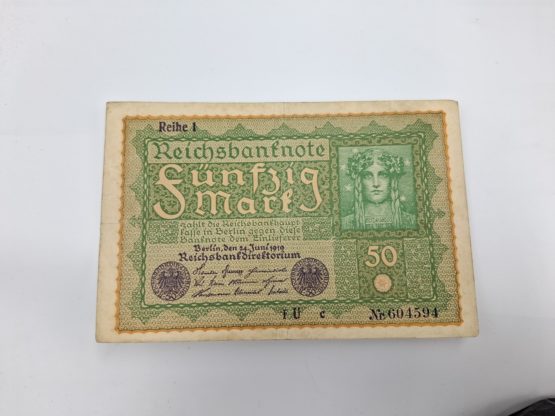 Reihe 1
Reichsbanknote
Fünfzig
Mark
zahlt die Reichsbankhaupt
kasse in Berlin gegen diese
Banknote dem Einlieferer
Berlin, den 24. Juni 1919
Reichsbankdirektorium
50
f U c
No 604594